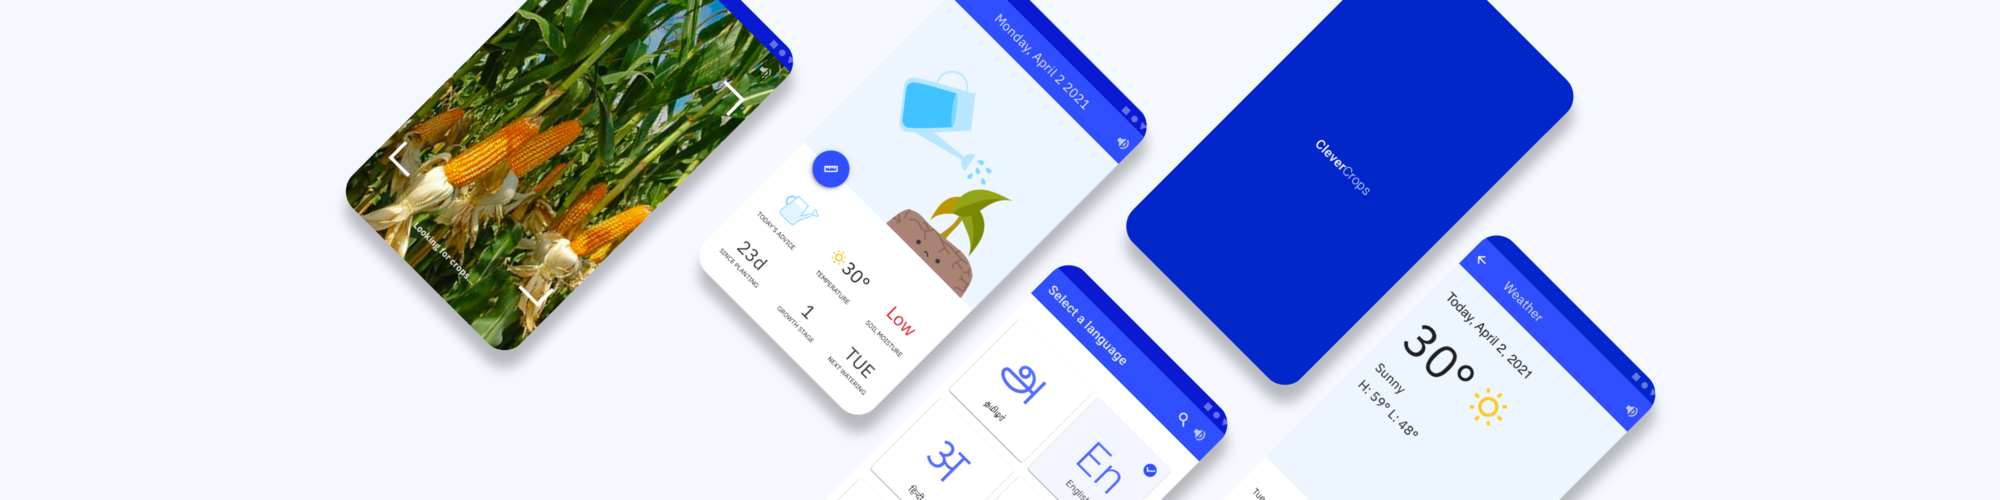 Looking for crops...
Monday, April 2 2021
TODAY'S ADVICE
23d
SINCE PLANTING
30°
TEMPERATURE
1
GROWTH STAGE
Low
SOIL MOISTURE
TUE
NEXT WATERING
Select a language
அ
தமிழர்
En
English
अ
हिन्दी
CleverCrops
Weather
Today, April 2, 2021
30°
Sunny
H: 59° L: 48°
Tue